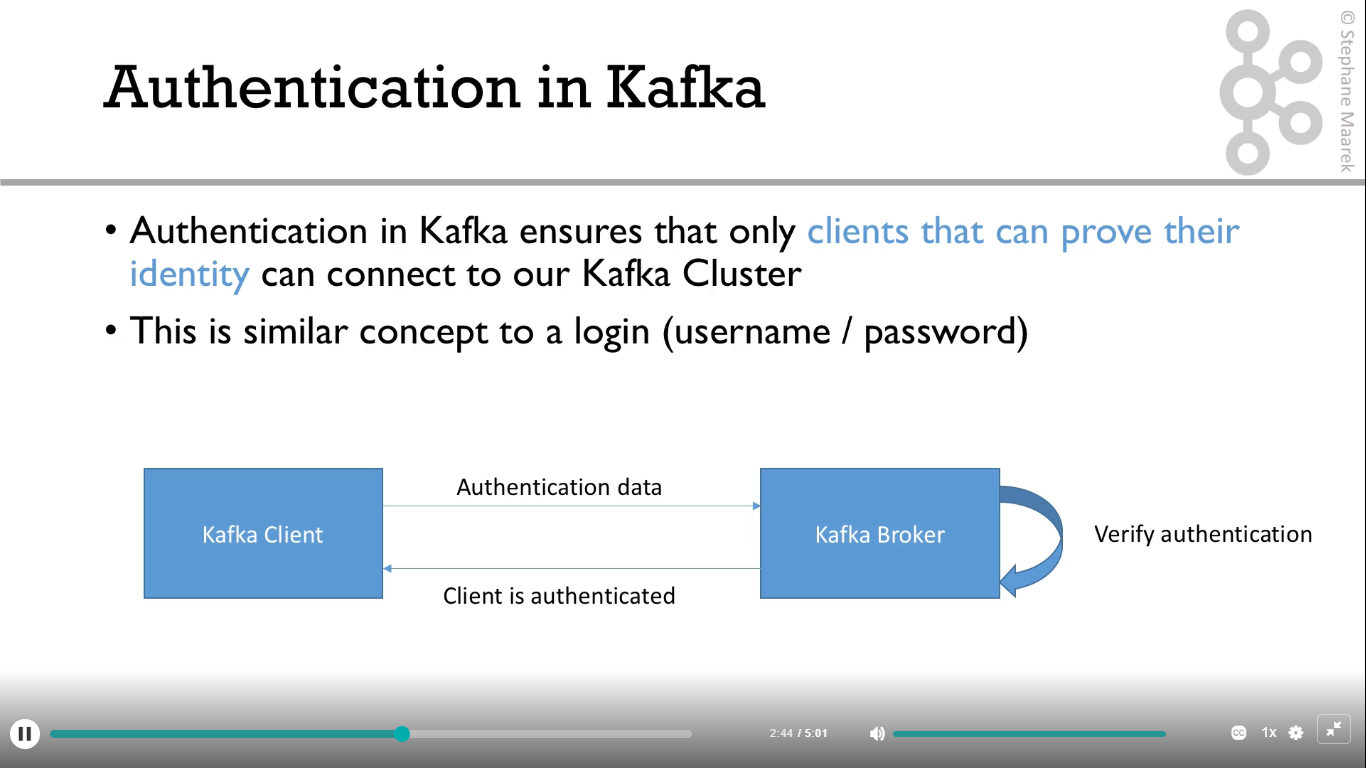 Authentication in Kafka
© Stephane Maarek
• Authentication in Kafka ensures that only clients that can prove their
identity can connect to our Kafka Cluster
• This is similar concept to a login (username / password)
Authentication data
Kafka Client
Kafka Broker
Verify authentication
Client is authenticated
2:44 / 5:01
CC
1x